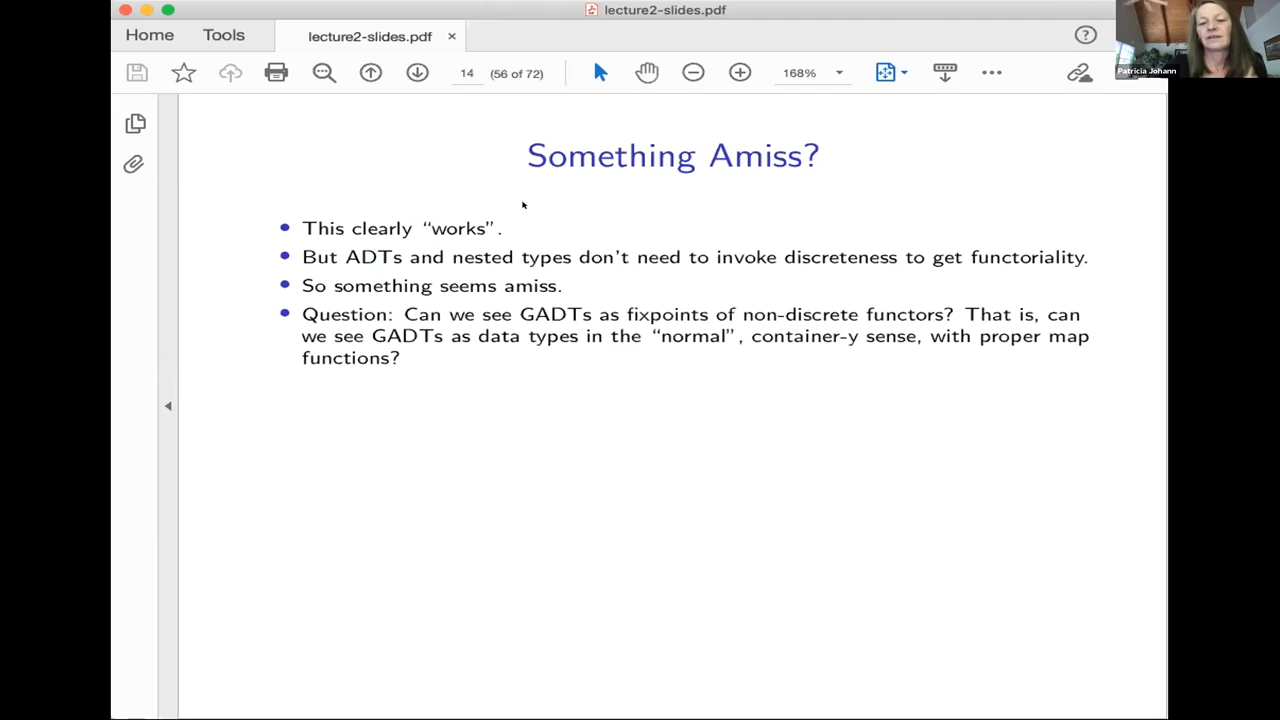 lecture2-slides.pdf
Home Tools lecture2-slides.pdf ×
14 (56 of 72) 168%
Patricia Johann
Something Amiss?
• This clearly “works”.
• But ADTs and nested types don’t need to invoke discreteness to get functoriality.
• So something seems amiss.
• Question: Can we see GADTs as fixpoints of non-discrete functors? That is, can
we see GADTs as data types in the “normal”, container-y sense, with proper map
functions?